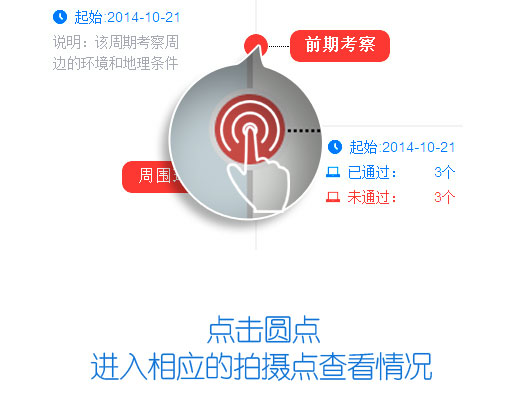 起始:2014-10-21
说明：该周期考察周
边的环境和地理条件
前期考察
起始:2014-10-21
已通过： 3个
未通过： 3个
周围
点击圆点
进入相应的拍摄点查看情况